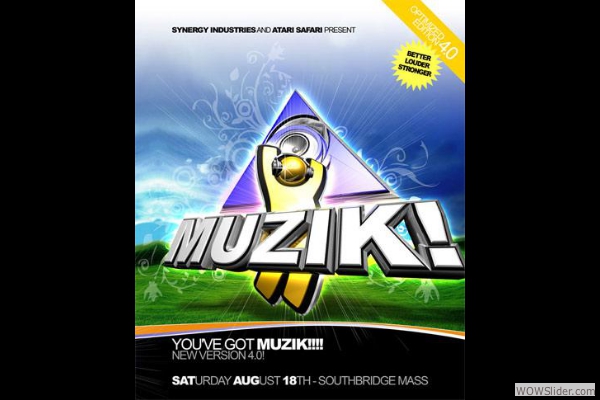 SYNERGY INDUSTRIES AND ATARI SAFARI PRESENT
OPTIMIZED
EDITION 4.0
BETTER
LOUDER
STRONGER
MUZIK!
YOU'VE GOT MUZIK!!!!
NEW VERSION 4.0!
SATURDAY AUGUST 18TH - SOUTHBRIDGE MASS
WOWSlider.com